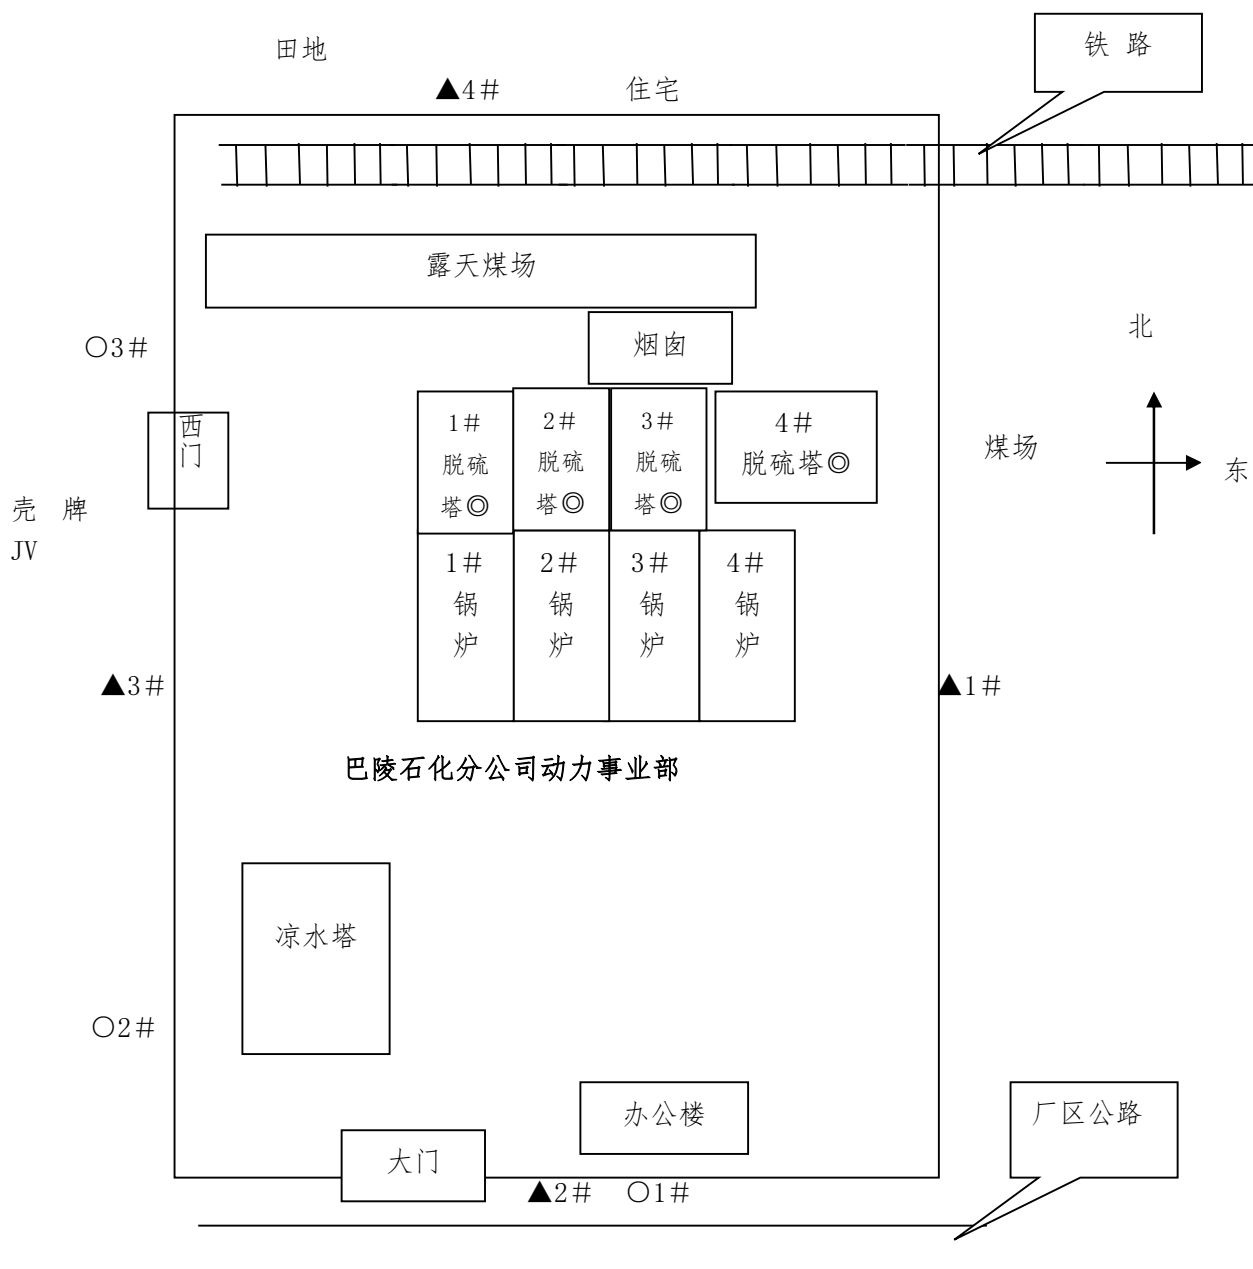 铁 路
田地
▲4# 住宅
露天煤场
烟囱
北
○3#
西
门
1#
脱硫
塔◎
2#
脱硫
塔◎
3#
脱硫
塔◎
4#
脱硫塔◎
煤场
东
壳 牌
JV
1#
锅
炉
2#
锅
炉
3#
锅
炉
4#
锅
炉
▲3#
▲1#
巴陵石化分公司动力事业部
凉水塔
○2#
办公楼
厂区公路
大门
▲2# ○1#